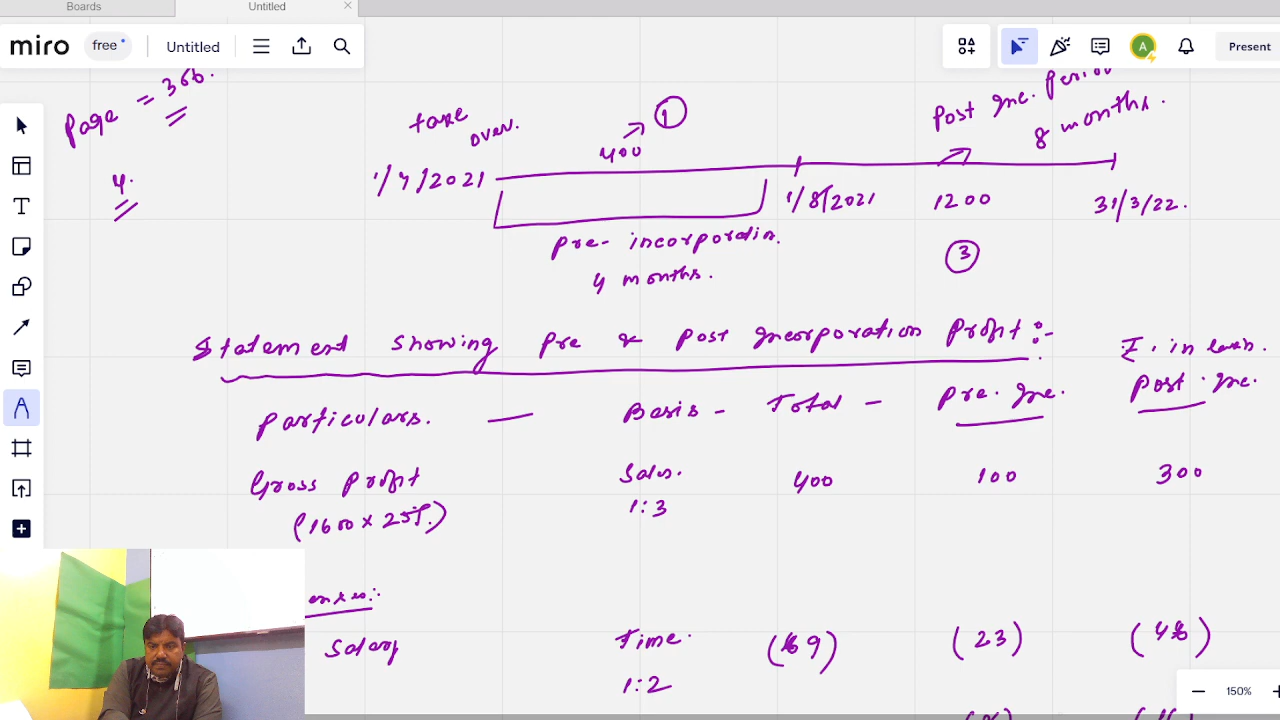 Boards
Untitled
miro
free
Untitled
Present
Page = 366.
4.
take over.
1/4/2021
400
1
Pre-incorporatin.
4 months.
1/8/2021
Post Inc. Period
8 months.
1200
3
31/3/22.
Statement showing Pre & Post Incorporation Profit :-
₹. in lakh.
Particulars. — Basis - Total - Pre. Inc. Post. Inc.
Gross Profit Sales. 400 100 300
(1600 x 25%.) 1:3
Salary Time. (69) (23) (46)
1:2
150%